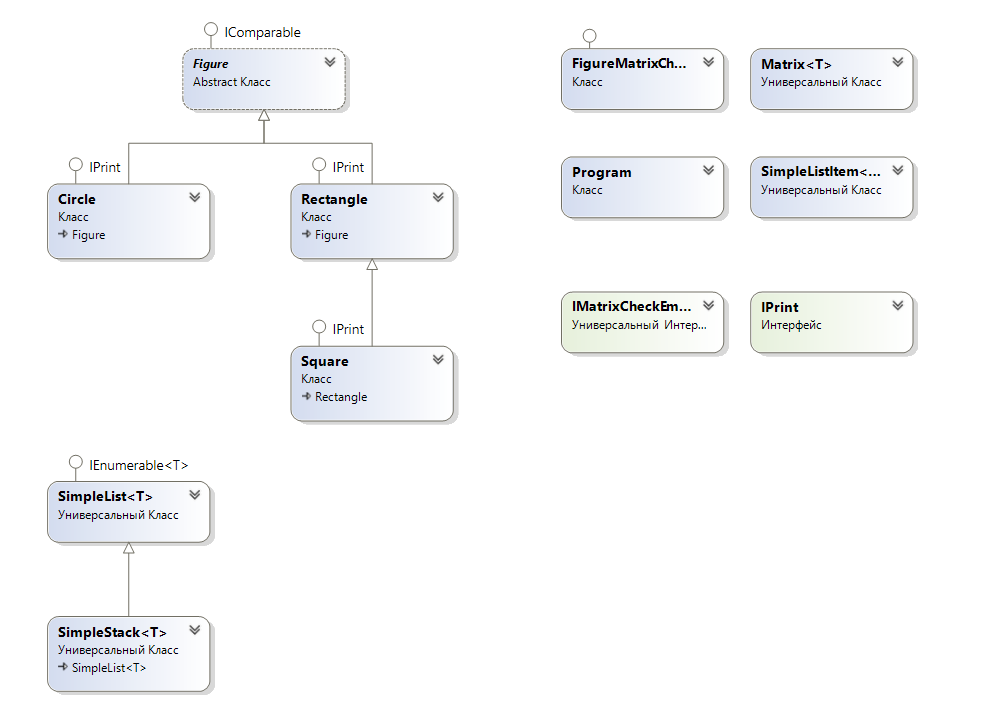 IComparable
Figure
Abstract Класс
IPrint
Circle
Класс
Figure
IPrint
Rectangle
Класс
Figure
IPrint
Square
Класс
Rectangle
IEnumerable<T>
SimpleList<T>
Универсальный Класс
SimpleStack<T>
Универсальный Класс
SimpleList<T>
FigureMatrixCh...
Класс
Matrix<T>
Универсальный Класс
Program
Класс
SimpleListItem<...
Универсальный Класс
IMatrixCheckEm...
Универсальный Интер...
IPrint
Интерфейс